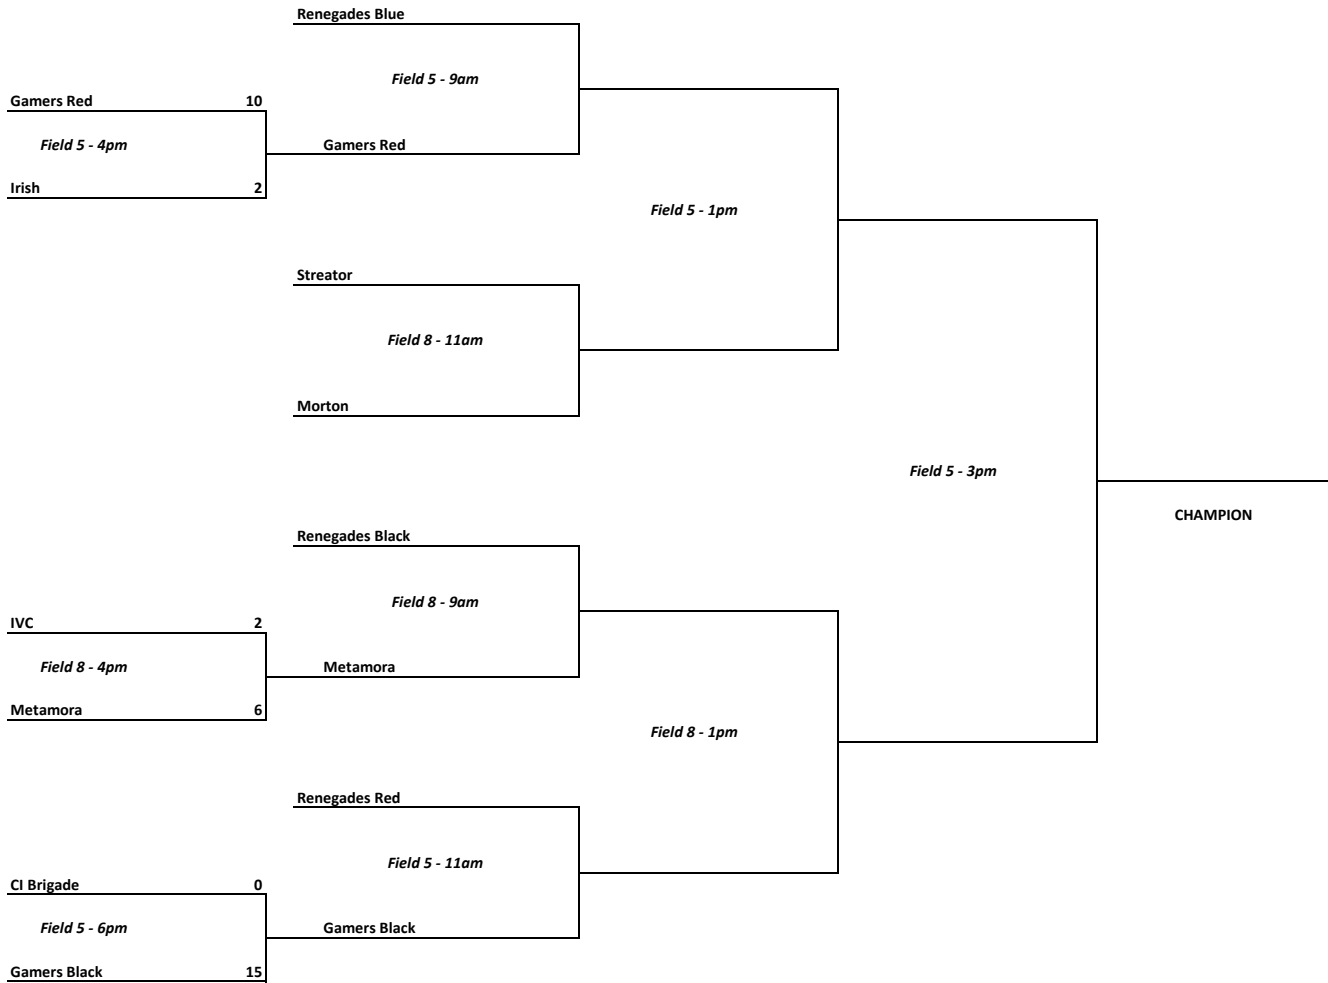 Renegades Blue
Field 5 - 9am
Gamers Red 10
Field 5 - 4pm
Gamers Red
Irish 2
Field 5 - 1pm
Streator
Field 8 - 11am
Morton
Field 5 - 3pm
CHAMPION
Renegades Black
Field 8 - 9am
IVC 2
Field 8 - 4pm
Metamora
Metamora 6
Field 8 - 1pm
Renegades Red
Field 5 - 11am
CI Brigade 0
Field 5 - 6pm
Gamers Black
Gamers Black 15